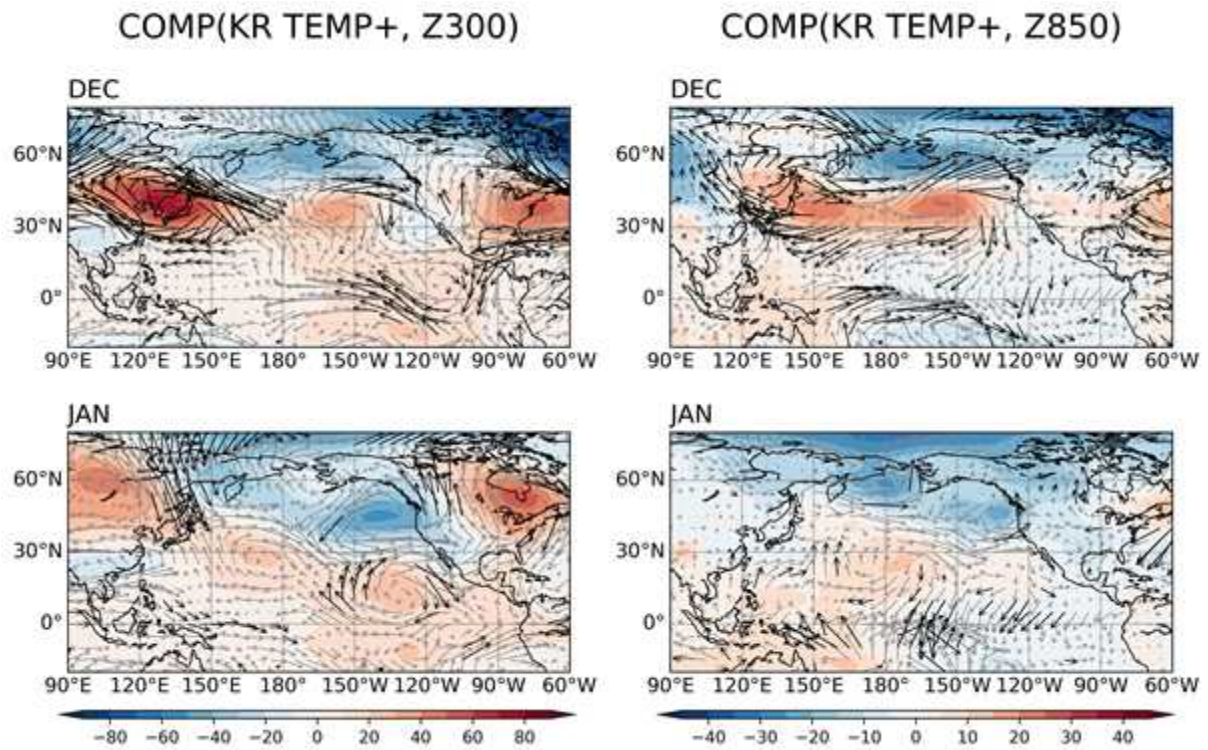 COMP(KR TEMP+, Z300)
COMP(KR TEMP+, Z850)
DEC
60°N
30°N
0°
90°E 120°E 150°E 180° 150°W 120°W 90°W 60°W
DEC
60°N
30°N
0°
90°E 120°E 150°E 180° 150°W 120°W 90°W 60°W
JAN
60°N
30°N
0°
90°E 120°E 150°E 180° 150°W 120°W 90°W 60°W
JAN
60°N
30°N
0°
90°E 120°E 150°E 180° 150°W 120°W 90°W 60°W
−80 −60 −40 −20 0 20 40 60 80
−40 −30 −20 −10 0 10 20 30 40